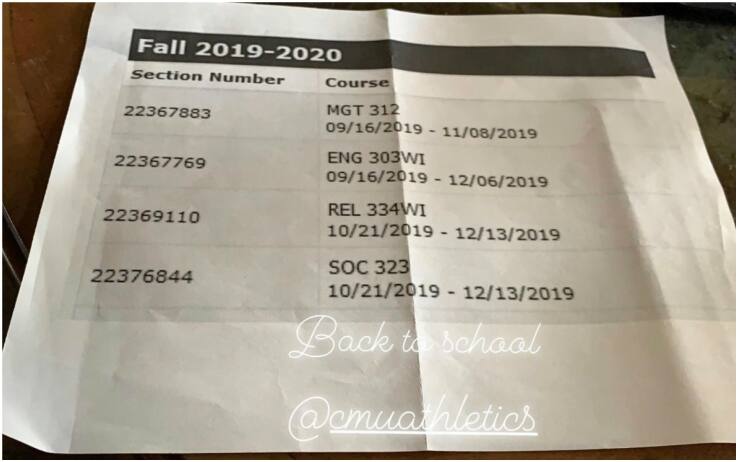 Fall 2019-2020
Section Number Course
22367883 MGT 312
09/16/2019 - 11/08/2019
22367769 ENG 303WI
09/16/2019 - 12/06/2019
22369110 REL 334WI
10/21/2019 - 12/13/2019
22376844 SOC 323
10/21/2019 - 12/13/2019
Back to school
@cmuathletics